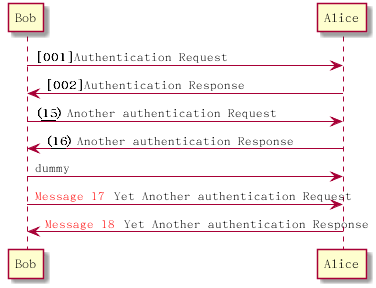 Bob Alice
[001]Authentication Request
[002]Authentication Response
(15) Another authentication Request
(16) Another authentication Response
dummy
Message 17 Yet Another authentication Request
Message 18 Yet Another authentication Response
Bob Alice